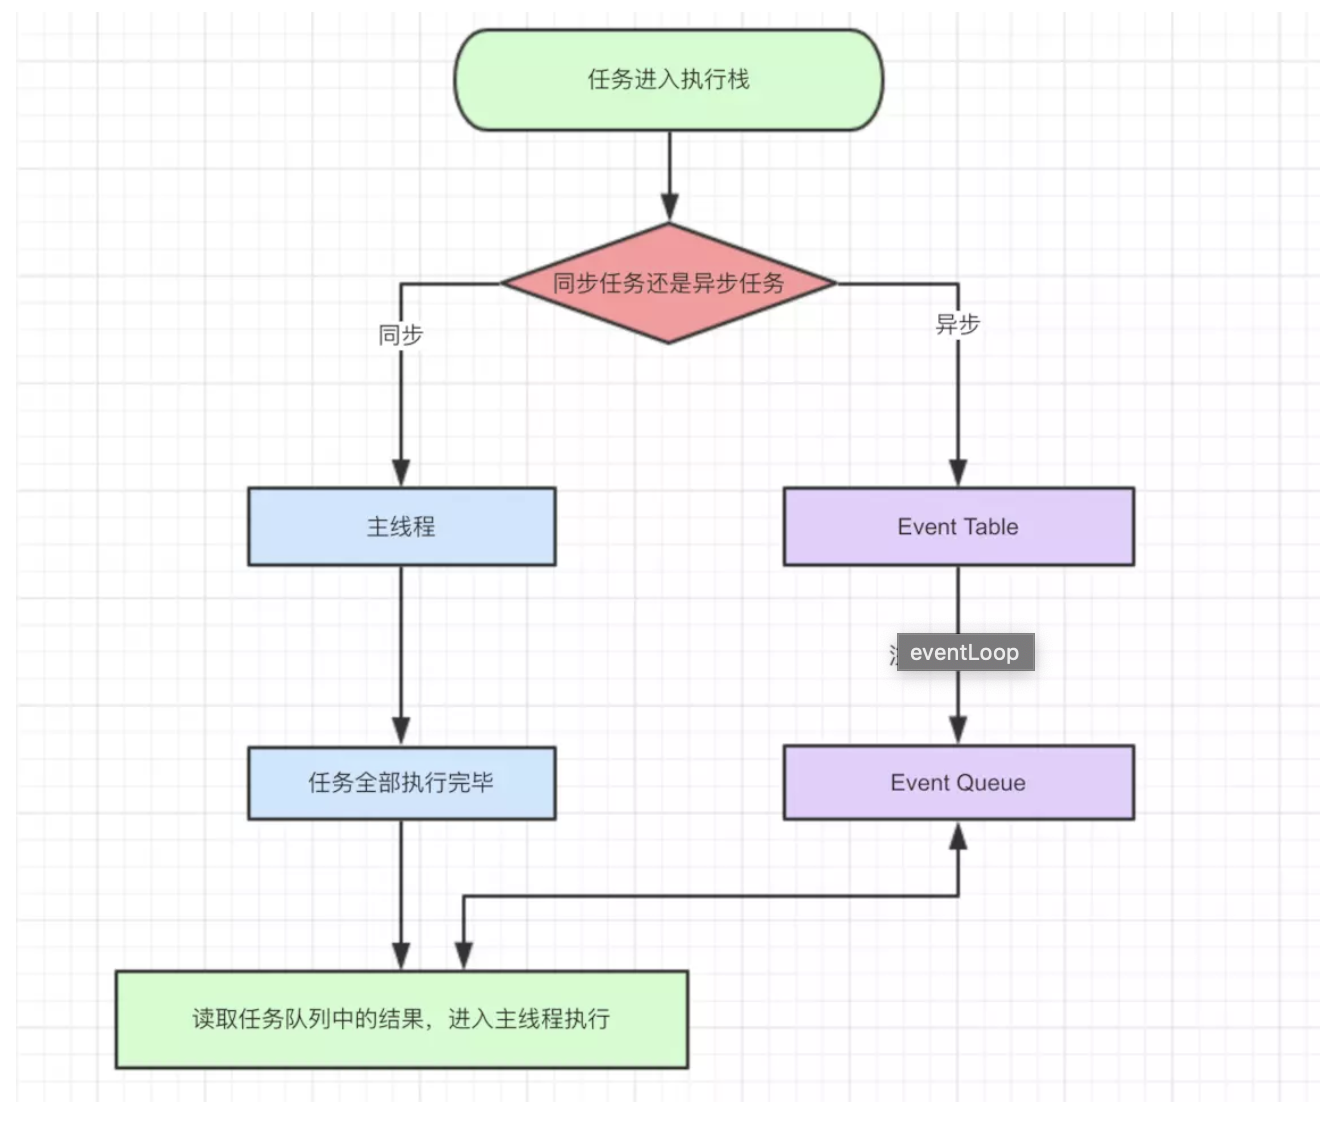 任务进入执行栈
同步任务还是异步任务
同步
异步
主线程
Event Table
eventLoop
任务全部执行完毕
Event Queue
读取任务队列中的结果，进入主线程执行